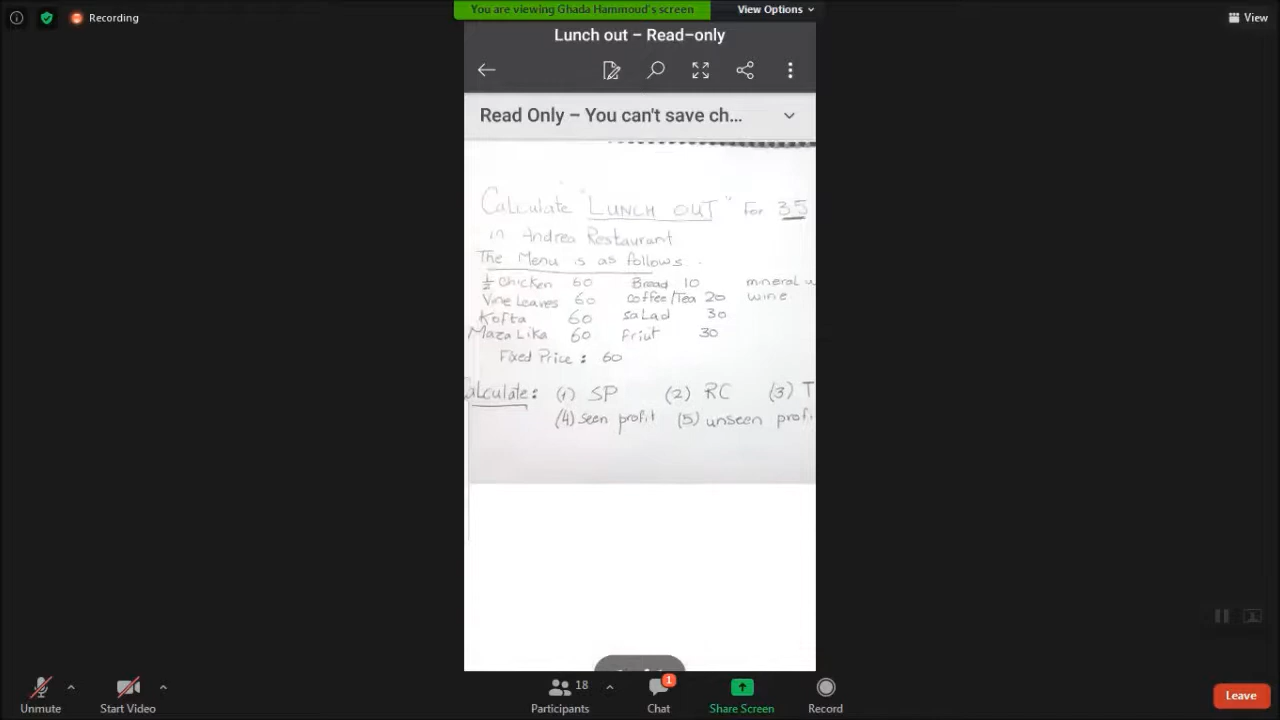 Recording
You are viewing Ghada Hammoud's screen
View Options
View
Lunch out – Read–only
Read Only – You can't save ch...
Calculate "LUNCH OUT" For 35
in Andrea Restaurant
The Menu is as follows.
½ Chicken 60 Bread 10 mineral
Vine Leaves 60 Coffee/Tea 20 wine
Kofta 60 saLad 30
Maza Lika 60 Friut 30
Fixed Price: 60
Calculate: (1) SP (2) RC (3) T
(4) seen profit (5) unseen profi
Unmute
Start Video
18
Participants
1
Chat
Share Screen
Record
Leave